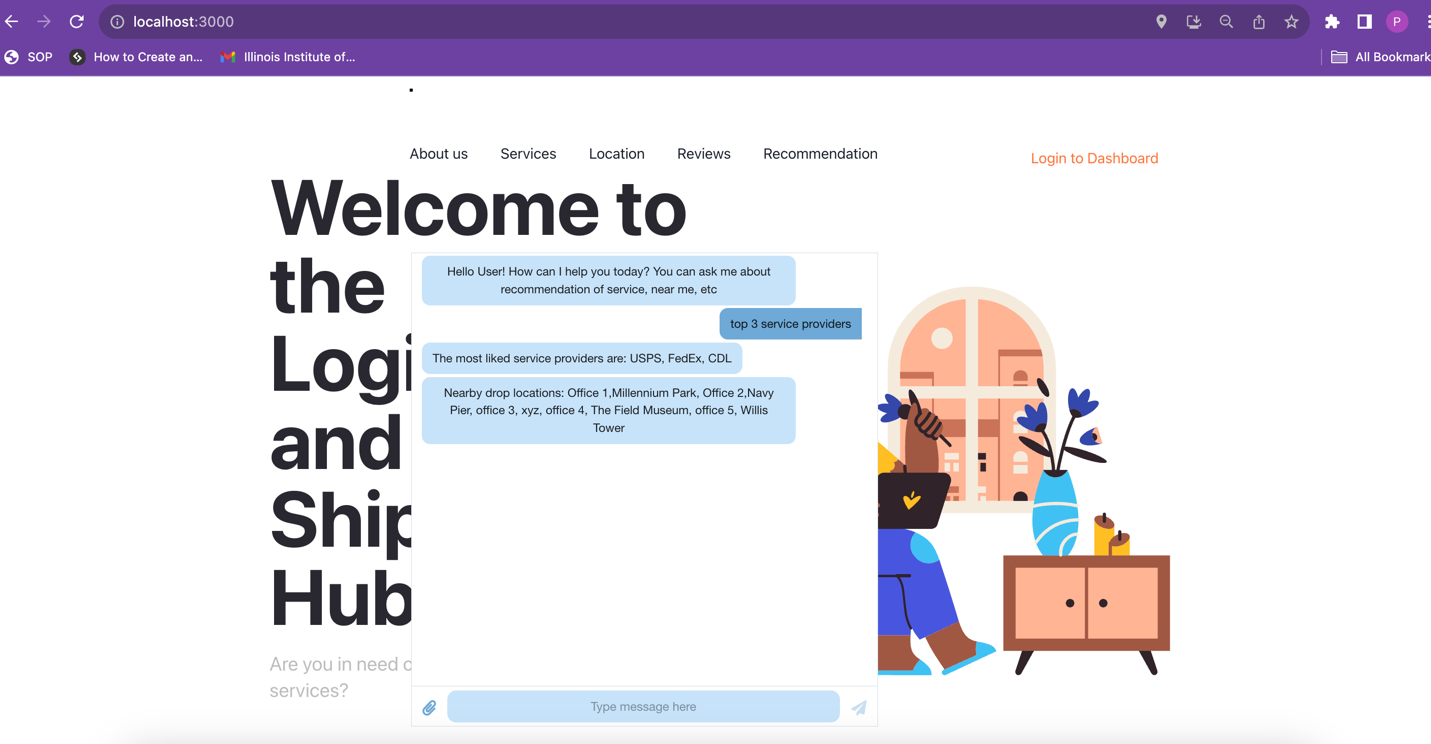 localhost:3000
P
SOP
How to Create an...
Illinois Institute of...
All Bookmark
About us
Services
Location
Reviews
Recommendation
Login to Dashboard
Welcome to
the
Logi
and
Ship
Hub
Are you in need o
services?
Hello User! How can I help you today? You can ask me about
recommendation of service, near me, etc
top 3 service providers
The most liked service providers are: USPS, FedEx, CDL
Nearby drop locations: Office 1,Millennium Park, Office 2,Navy
Pier, office 3, xyz, office 4, The Field Museum, office 5, Willis
Tower
Type message here